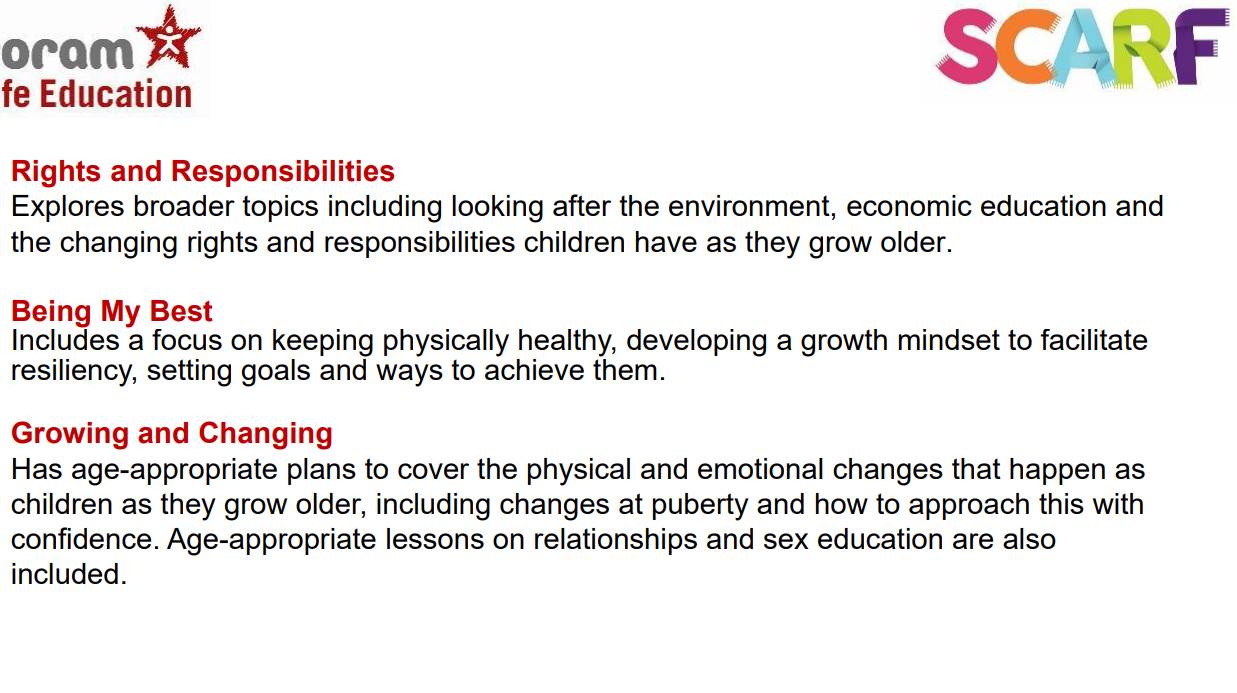 oram
fe Education
SCARF
Rights and Responsibilities
Explores broader topics including looking after the environment, economic education and
the changing rights and responsibilities children have as they grow older.
Being My Best
Includes a focus on keeping physically healthy, developing a growth mindset to facilitate
resiliency, setting goals and ways to achieve them.
Growing and Changing
Has age-appropriate plans to cover the physical and emotional changes that happen as
children as they grow older, including changes at puberty and how to approach this with
confidence. Age-appropriate lessons on relationships and sex education are also
included.